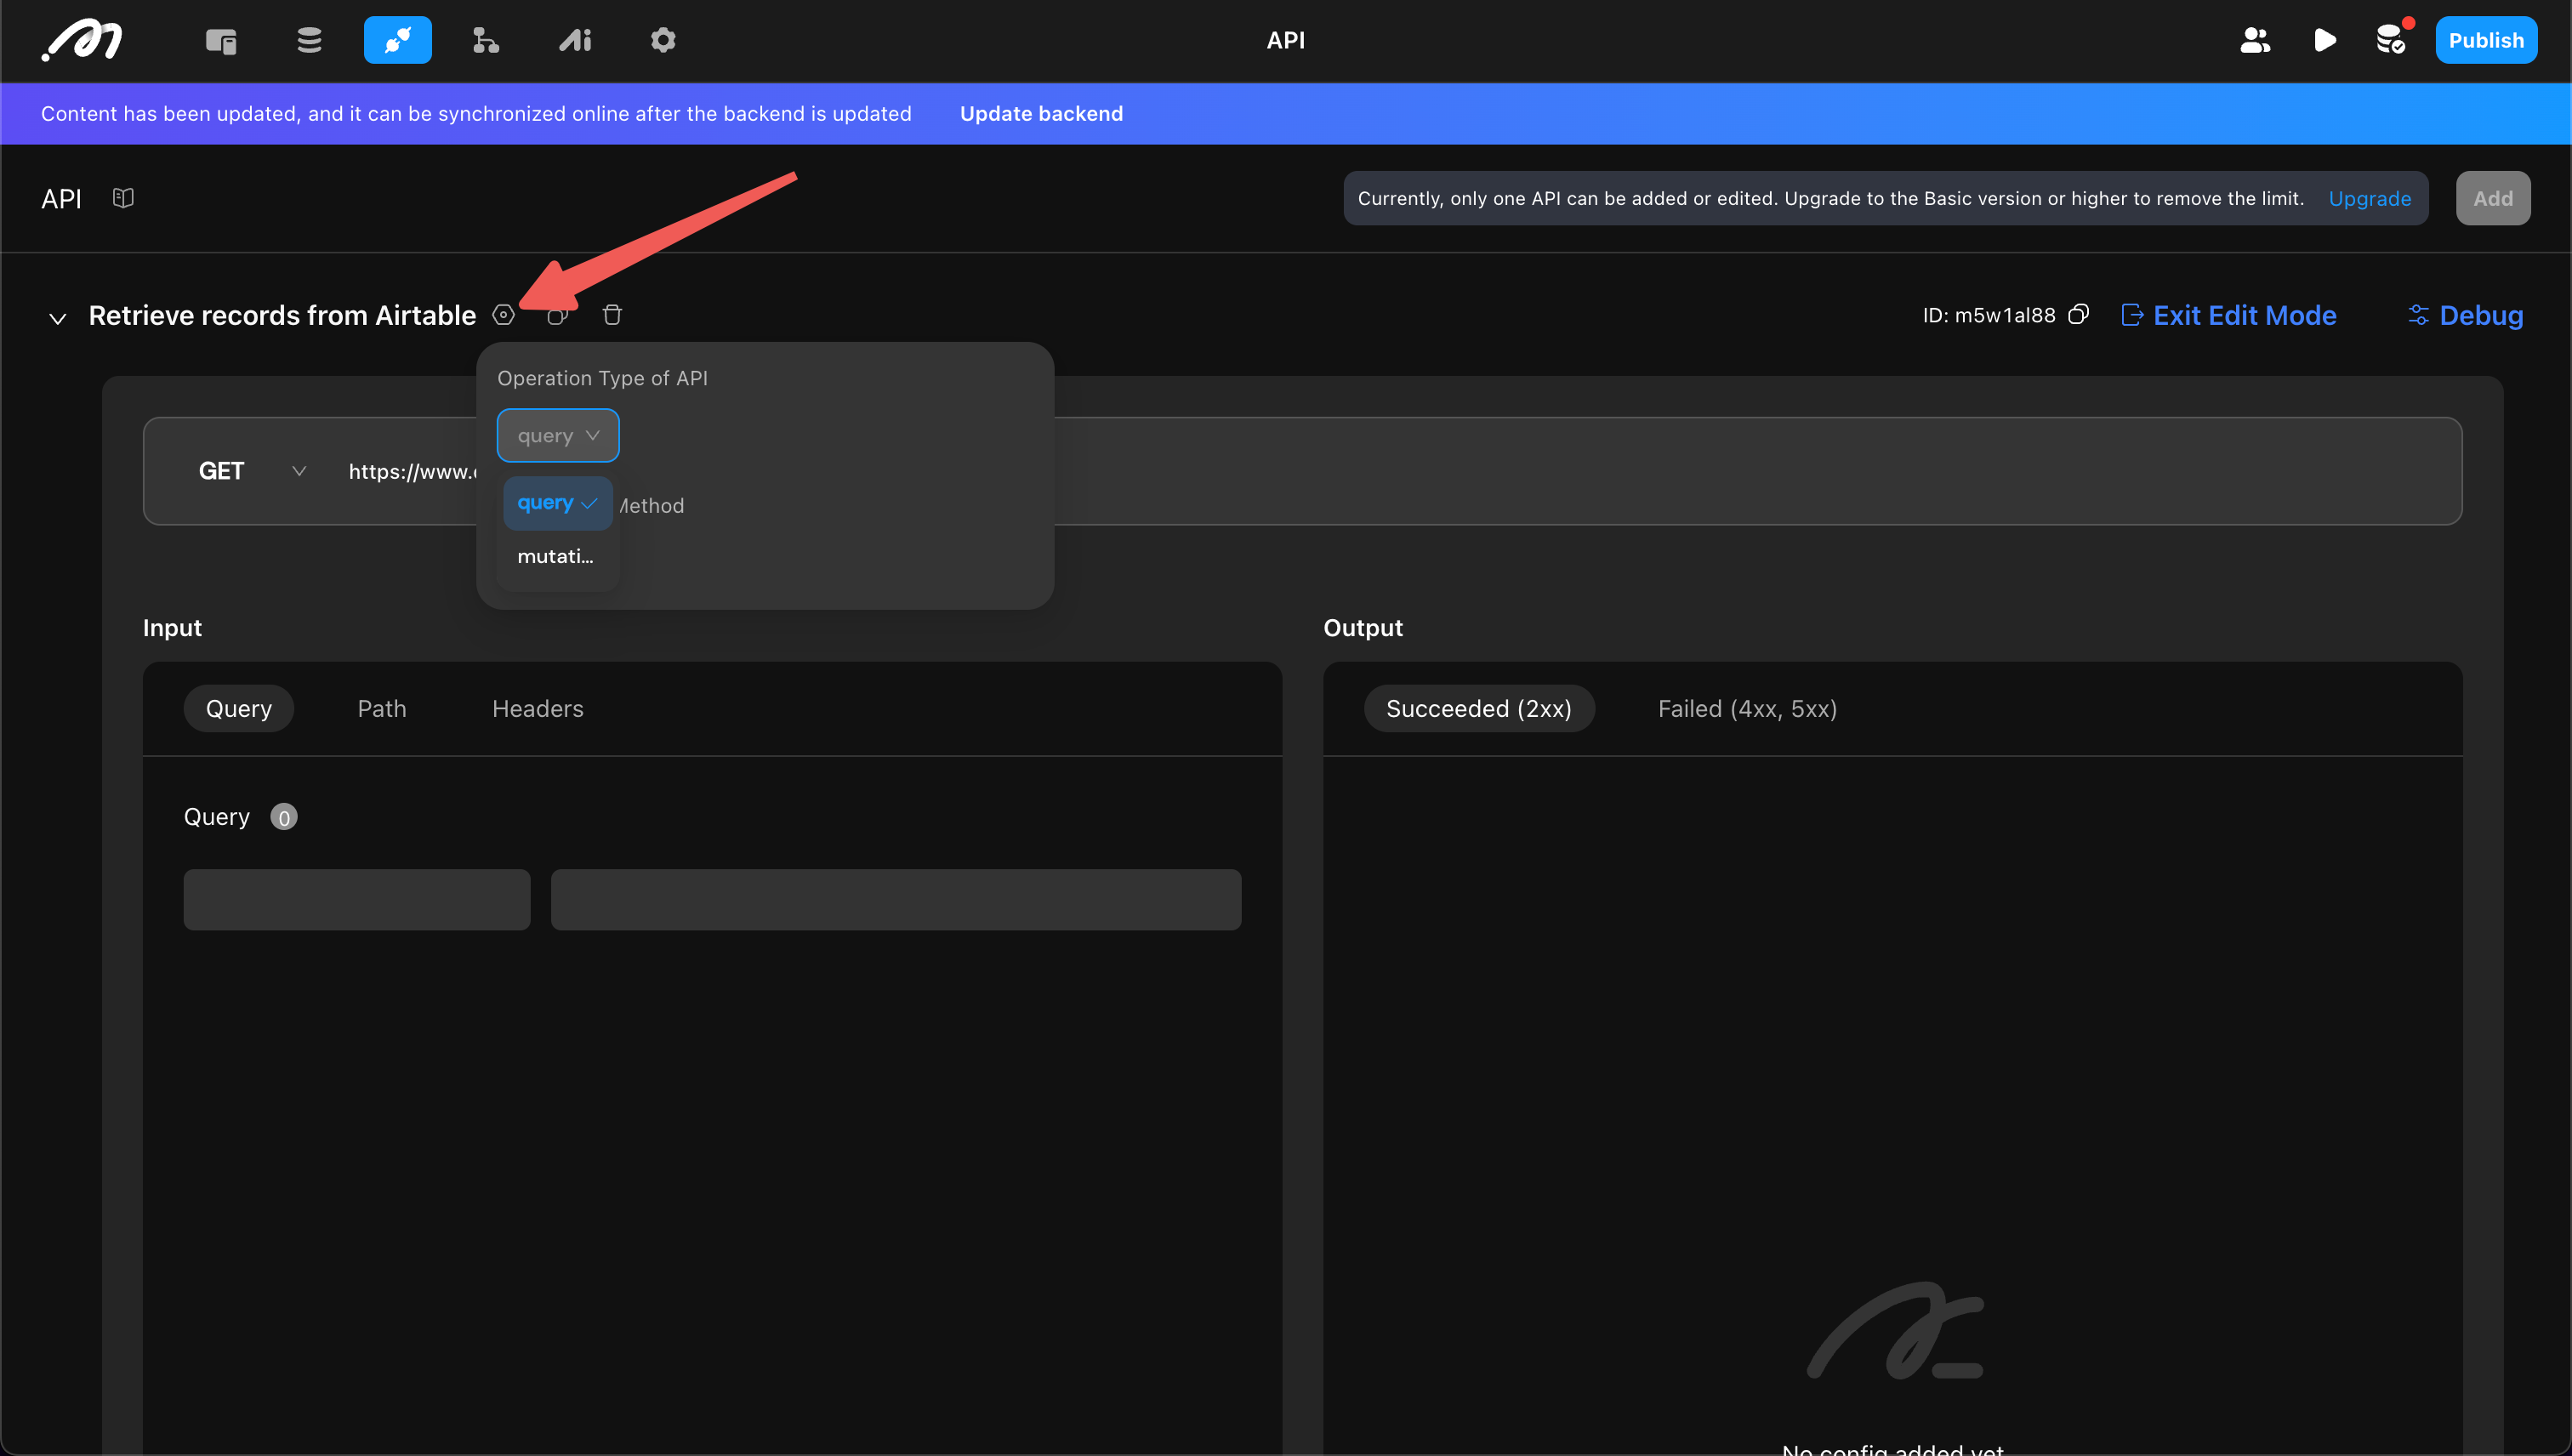 API
Publish
Content has been updated, and it can be synchronized online after the backend is updated Update backend
API
Currently, only one API can be added or edited. Upgrade to the Basic version or higher to remove the limit. Upgrade
Add
Retrieve records from Airtable
ID: m5w1al88
Exit Edit Mode
Debug
Operation Type of API
query
GET
https://www.
query
Method
mutati...
Input
Output
Query Path Headers
Succeeded (2xx) Failed (4xx, 5xx)
Query 0
No config added yet